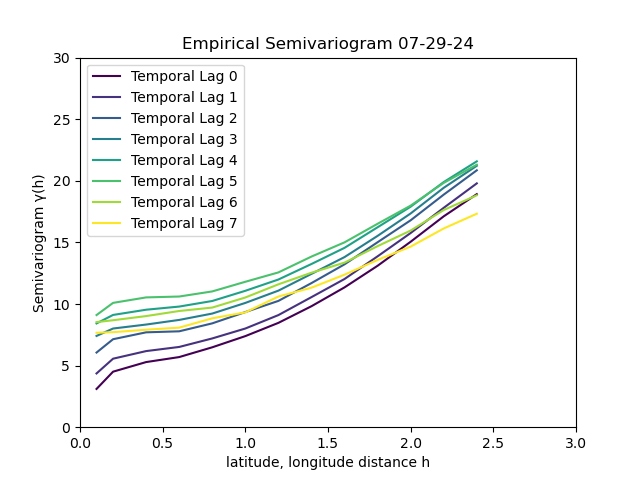 Empirical Semivariogram 07-29-24
Semivariogram γ(h)
30
25
20
15
10
5
0
Temporal Lag 0
Temporal Lag 1
Temporal Lag 2
Temporal Lag 3
Temporal Lag 4
Temporal Lag 5
Temporal Lag 6
Temporal Lag 7
0.0 0.5 1.0 1.5 2.0 2.5 3.0
latitude, longitude distance h